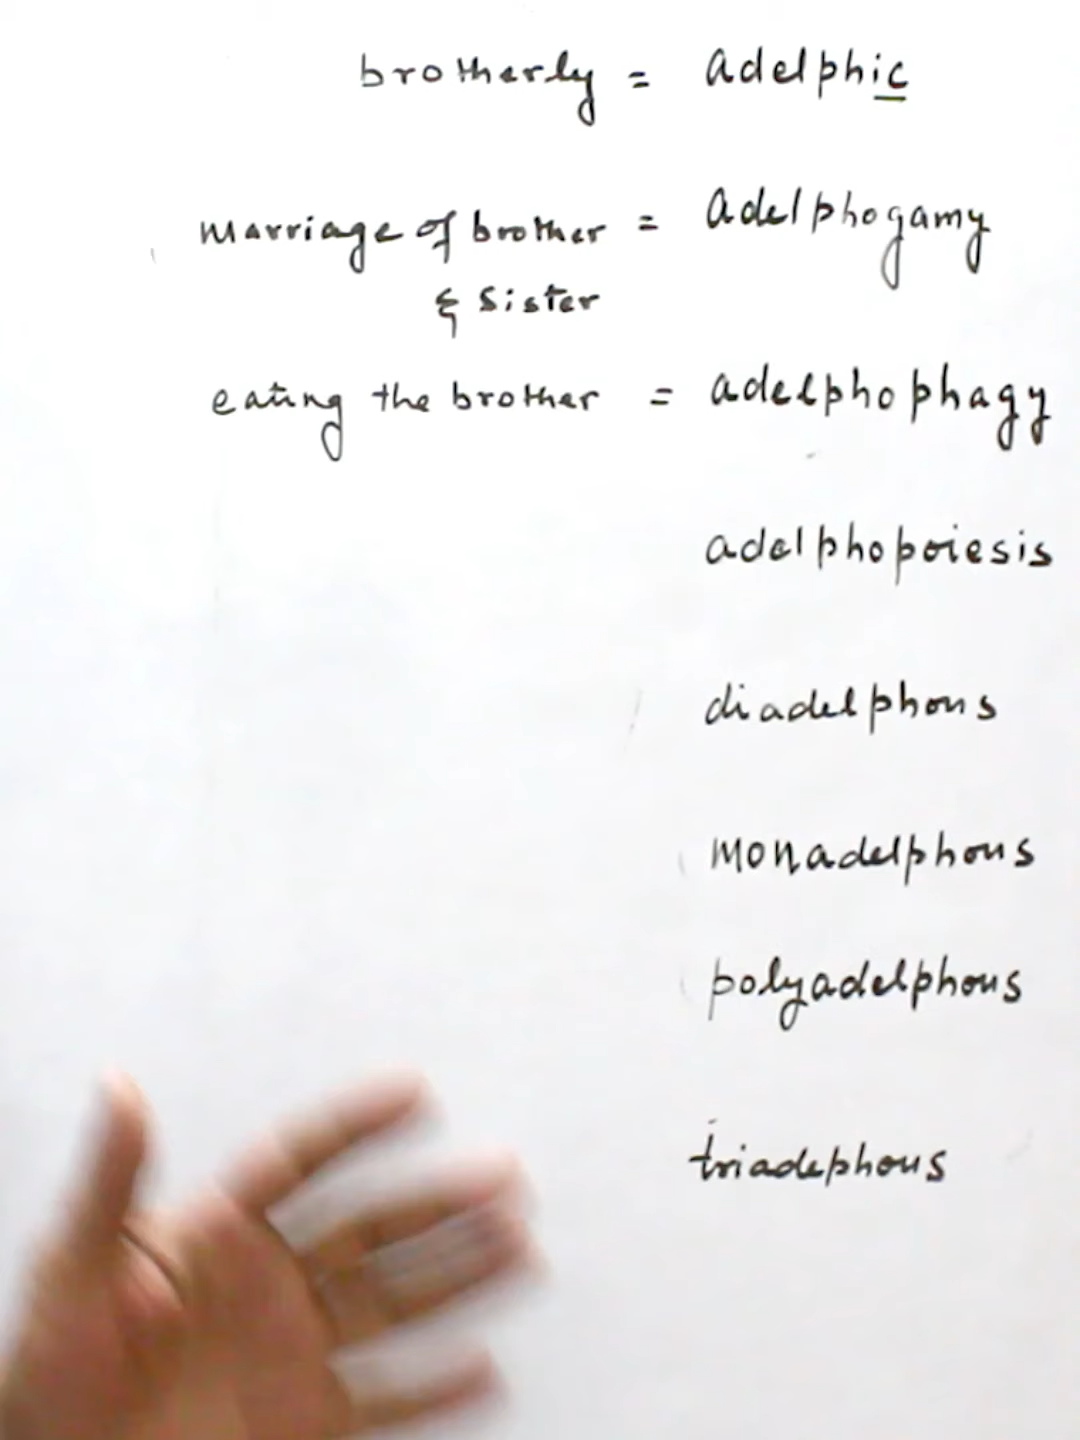 brotherly = adelphic
marriage of brother = adelphogamy
& sister
eating the brother = adelphophagy
adelphopoiesis
diadelphous
monadelphous
polyadelphous
triadephous